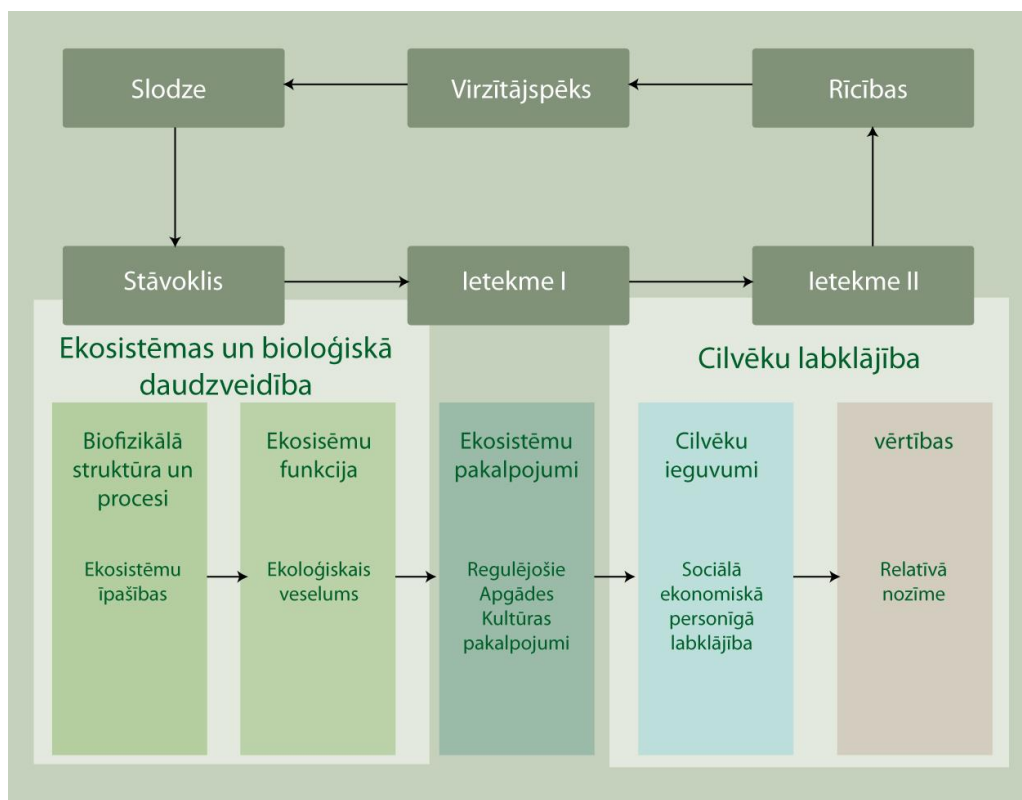 Slodze
Virzītājspēks
Rīcības
Stāvoklis
Ietekme I
Ietekme II
Ekosistēmas un bioloģiskā
daudzveidība
Cilvēku labklājība
Biofizikālā
struktūra un
procesi
Ekosisēmu
funkcija
Ekosistēmu
pakalpojumi
Cilvēku
ieguvumi
vērtības
Ekosistēmu
īpašības
Ekoloģiskais
veselums
Regulējošie
Apgādes
Kultūras
pakalpojumi
Sociālā
ekonomiskā
personīgā
labklājība
Relatīvā
nozīme